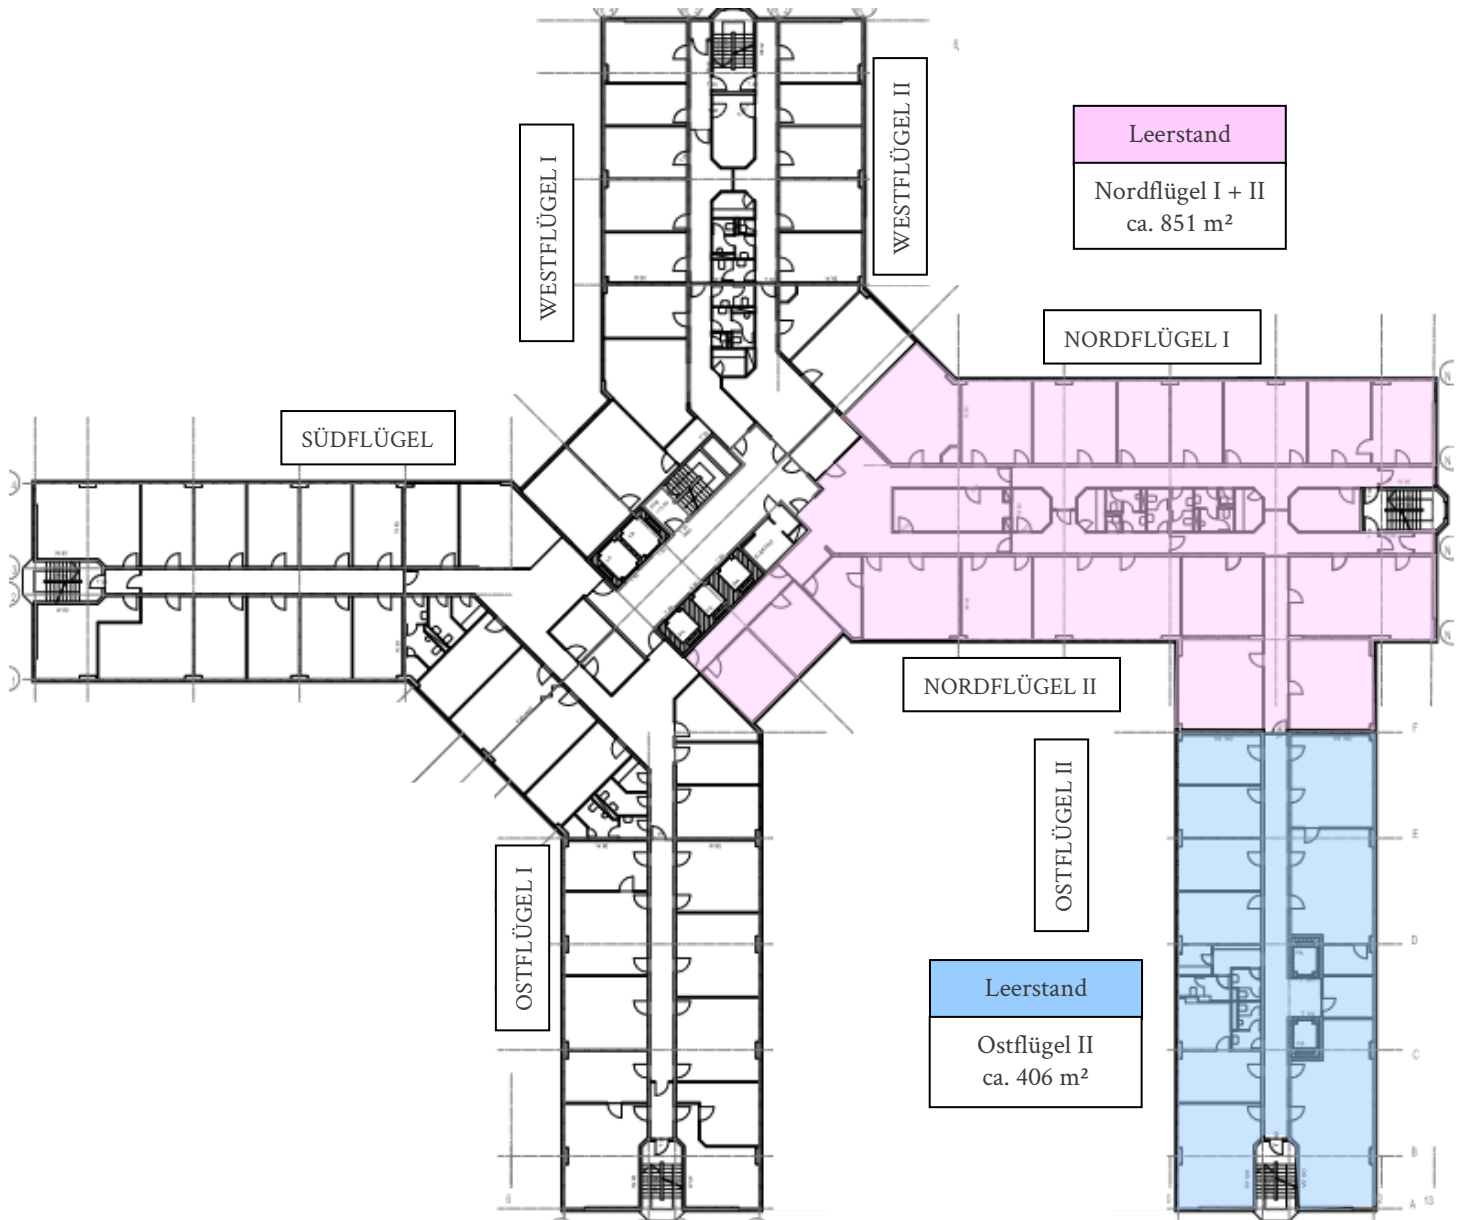 WESTFLÜGEL I
WESTFLÜGEL II
Leerstand
Nordflügel I + II
ca. 851 m²
NORDFLÜGEL I
SÜDFLÜGEL
NORDFLÜGEL II
OSTFLÜGEL II
OSTFLÜGEL I
Leerstand
Ostflügel II
ca. 406 m²
F
E
D
C
B
A 13